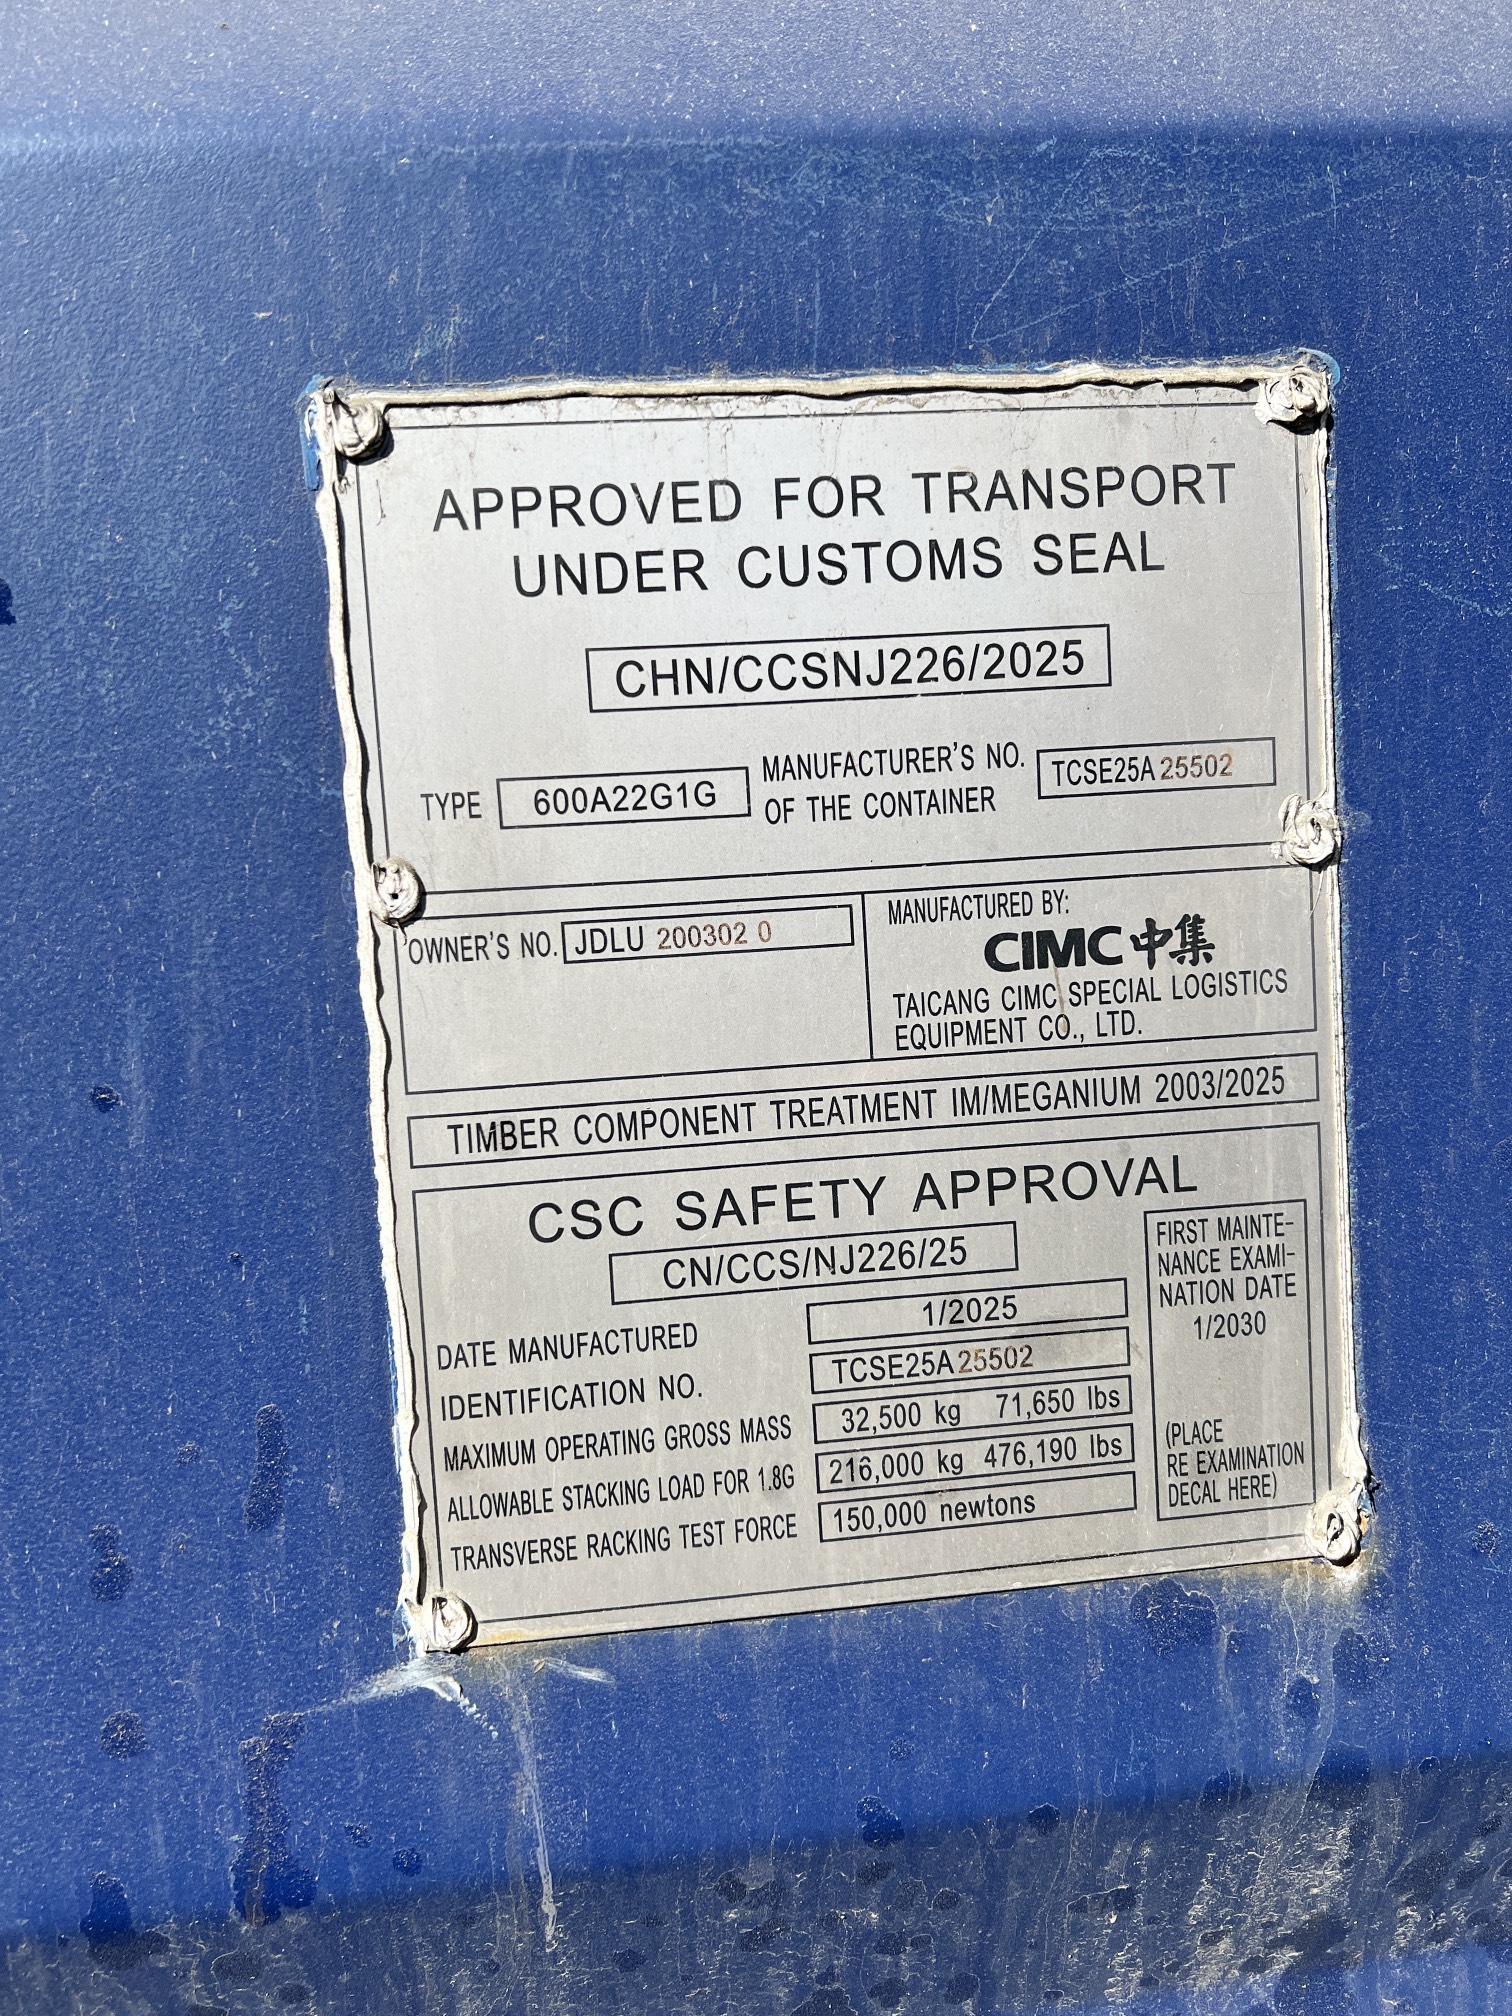 APPROVED FOR TRANSPORT
UNDER CUSTOMS SEAL
CHN/CCSNJ226/2025
TYPE 600A22G1G
MANUFACTURER'S NO.
OF THE CONTAINER
TCSE25A 25502
OWNER'S NO. JDLU 200302 0
MANUFACTURED BY:
CIMC中集
TAICANG CIMC SPECIAL LOGISTICS
EQUIPMENT CO., LTD.
TIMBER COMPONENT TREATMENT IM/MEGANIUM 2003/2025
CSC SAFETY APPROVAL
CN/CCS/NJ226/25
DATE MANUFACTURED 1/2025
IDENTIFICATION NO. TCSE25A 25502
MAXIMUM OPERATING GROSS MASS 32,500 kg 71,650 lbs
ALLOWABLE STACKING LOAD FOR 1.8G 216,000 kg 476,190 lbs
TRANSVERSE RACKING TEST FORCE 150,000 newtons
FIRST MAINTE-
NANCE EXAMI-
NATION DATE
1/2030
(PLACE
RE EXAMINATION
DECAL HERE)